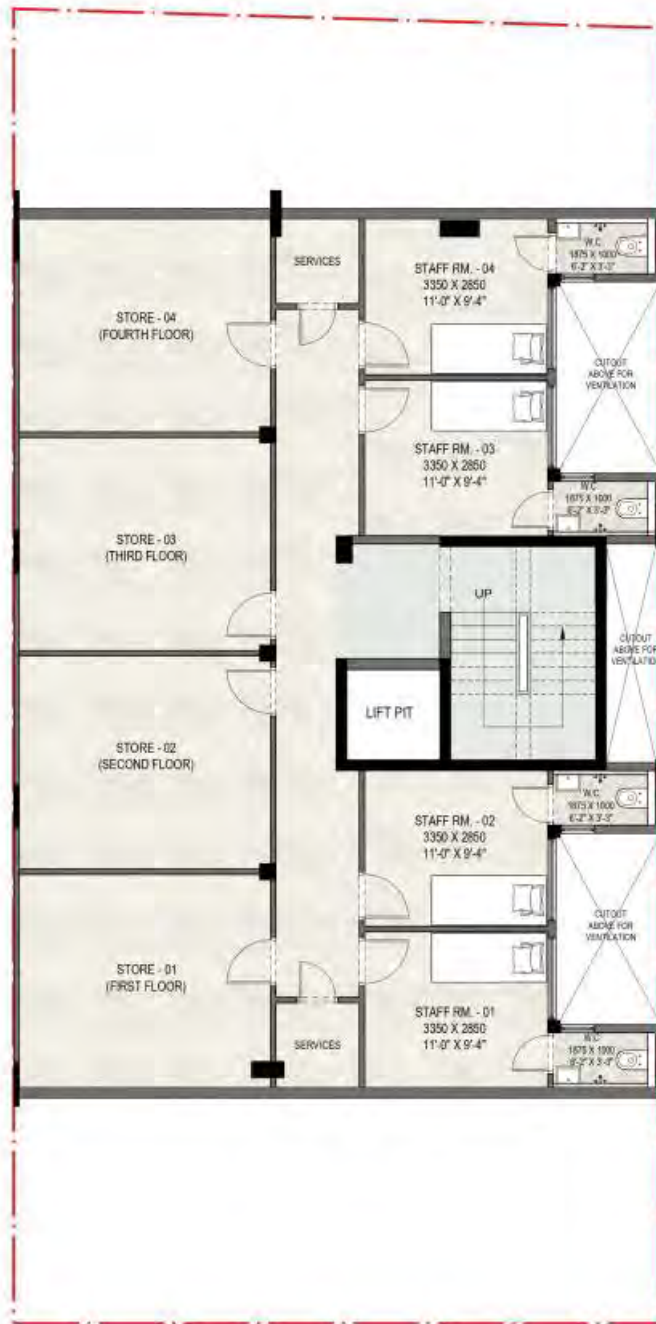 SERVICES
STAFF RM. - 04
3350 X 2850
11'-0" X 9'-4"
W.C.
1875 X 1000
6'-2" X 3'-3"
STORE - 04
(FOURTH FLOOR)
CUTOUT
ABOVE FOR
VENTILATION
STAFF RM. - 03
3350 X 2850
11'-0" X 9'-4"
W.C.
1875 X 1000
6'-2" X 3'-3"
STORE - 03
(THIRD FLOOR)
UP
CUTOUT
ABOVE FOR
VENTILATION
LIFT PIT
STORE - 02
(SECOND FLOOR)
W.C.
1875 X 1000
6'-2" X 3'-3"
STAFF RM. - 02
3350 X 2850
11'-0" X 9'-4"
CUTOUT
ABOVE FOR
VENTILATION
STORE - 01
(FIRST FLOOR)
STAFF RM. - 01
3350 X 2850
11'-0" X 9'-4"
SERVICES
W.C.
1875 X 1000
6'-2" X 3'-3"